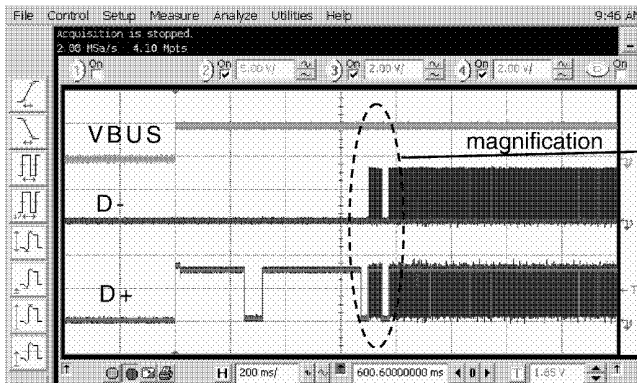 File Control Setup Measure Analyze Utilities Help 9:46 AM
Acquisition is stopped.
2.00 MSa/s 4.10 Mpts
1) On 2) On 5.00 V/ 3) On 2.00 V/ 4) On 2.00 V/ On
VBUS
magnification
D-
D+
H 200 ms/ 600.60000000 ms 0 T 1.65 V